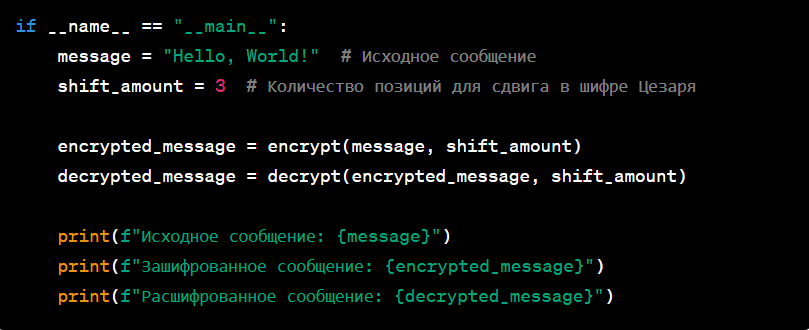 if __name__ == "__main__":
    message = "Hello, World!"  # Исходное сообщение
    shift_amount = 3  # Количество позиций для сдвига в шифре Цезаря
    encrypted_message = encrypt(message, shift_amount)
    decrypted_message = decrypt(encrypted_message, shift_amount)
    print(f"Исходное сообщение: {message}")
    print(f"Зашифрованное сообщение: {encrypted_message}")
    print(f"Расшифрованное сообщение: {decrypted_message}")